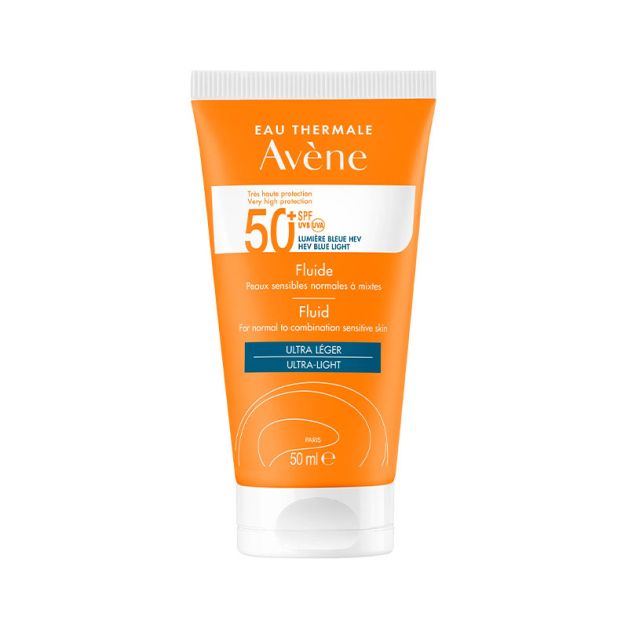 EAU THERMALE
Avène
Très haute protection
Very high protection
50+ SPF
UVB UVA
LUMIÈRE BLEUE HEV
HEV BLUE LIGHT
Fluide
Peaux sensibles normales à mixtes
Fluid
For normal to combination sensitive skin
ULTRA LÉGER
ULTRA-LIGHT
PARIS
50 ml ℮